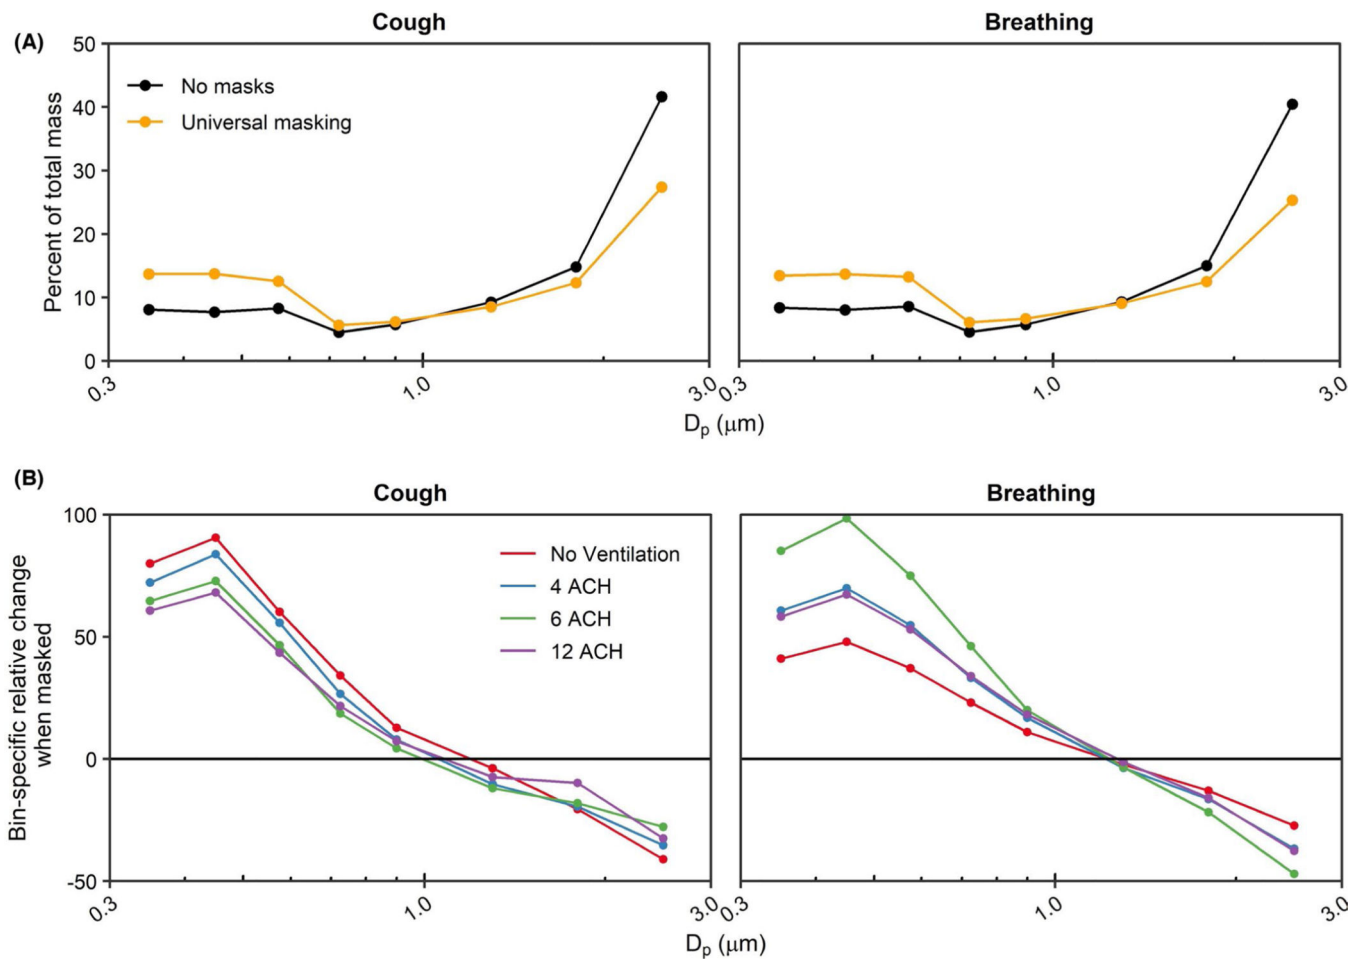 (A)
Cough
Breathing
Percent of total mass
50
40
30
20
10
0
No masks
Universal masking
0.3
1.0
3.0
0.3
1.0
3.0
Dₚ (μm)
(B)
Cough
Breathing
Bin-specific relative change
when masked
100
50
0
-50
No Ventilation
4 ACH
6 ACH
12 ACH
0.3
1.0
3.0
0.3
1.0
3.0
Dₚ (μm)